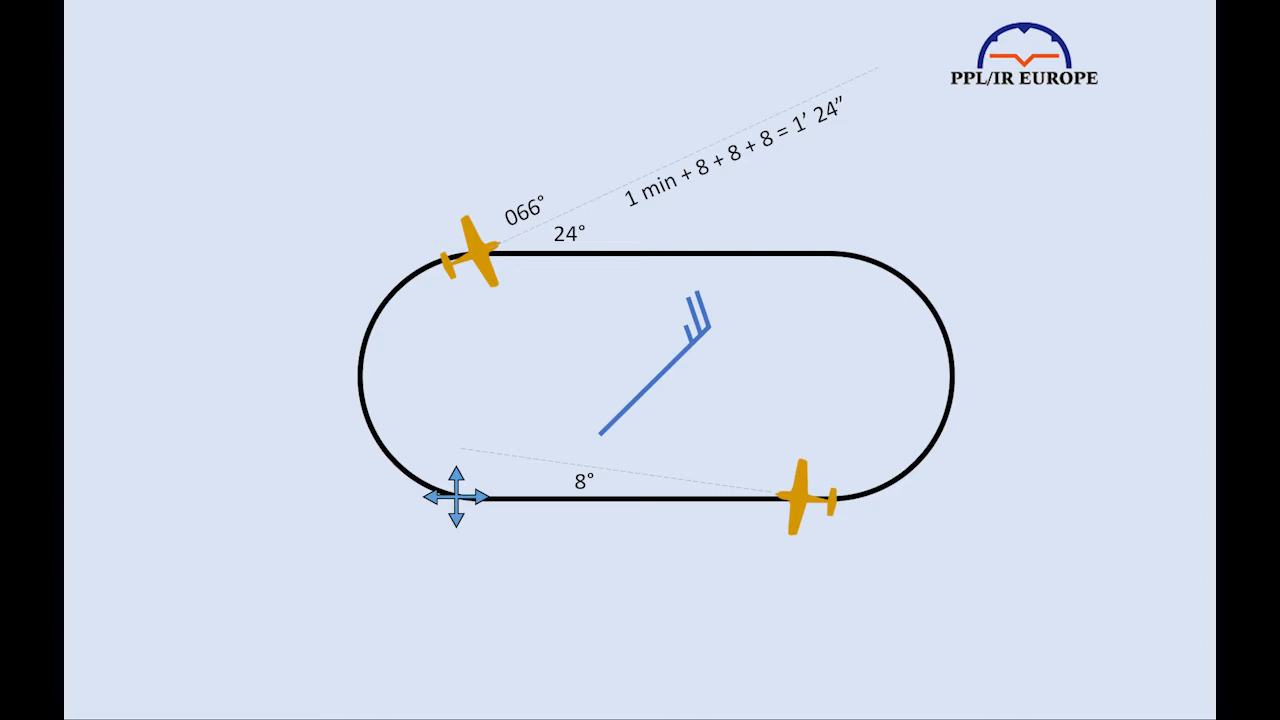 PPL/IR EUROPE
1 min + 8 + 8 + 8 = 1’ 24”
066°
24°
8°